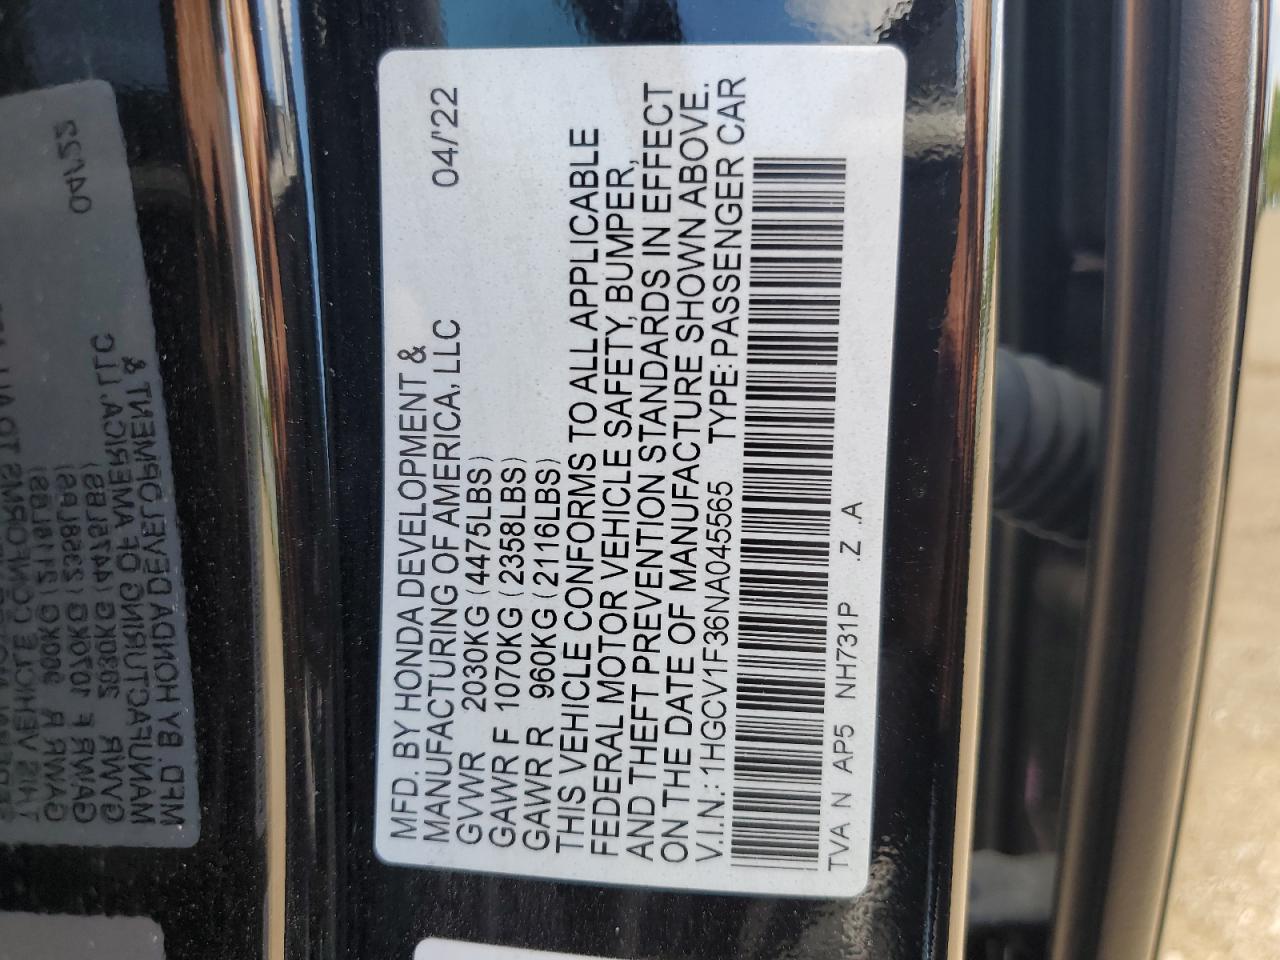 MFD. BY HONDA DEVELOPMENT &
MANUFACTURING OF AMERICA, LLC 04/'22
GVWR 2030KG (4475LBS)
GAWR F 1070KG (2358LBS)
GAWR R 960KG (2116LBS)
THIS VEHICLE CONFORMS TO ALL APPLICABLE
FEDERAL MOTOR VEHICLE SAFETY, BUMPER,
AND THEFT PREVENTION STANDARDS IN EFFECT
ON THE DATE OF MANUFACTURE SHOWN ABOVE.
V.I.N.: 1HGCV1F36NA045565 TYPE: PASSENGER CAR
TVA N AP5 NH731P .Z .A